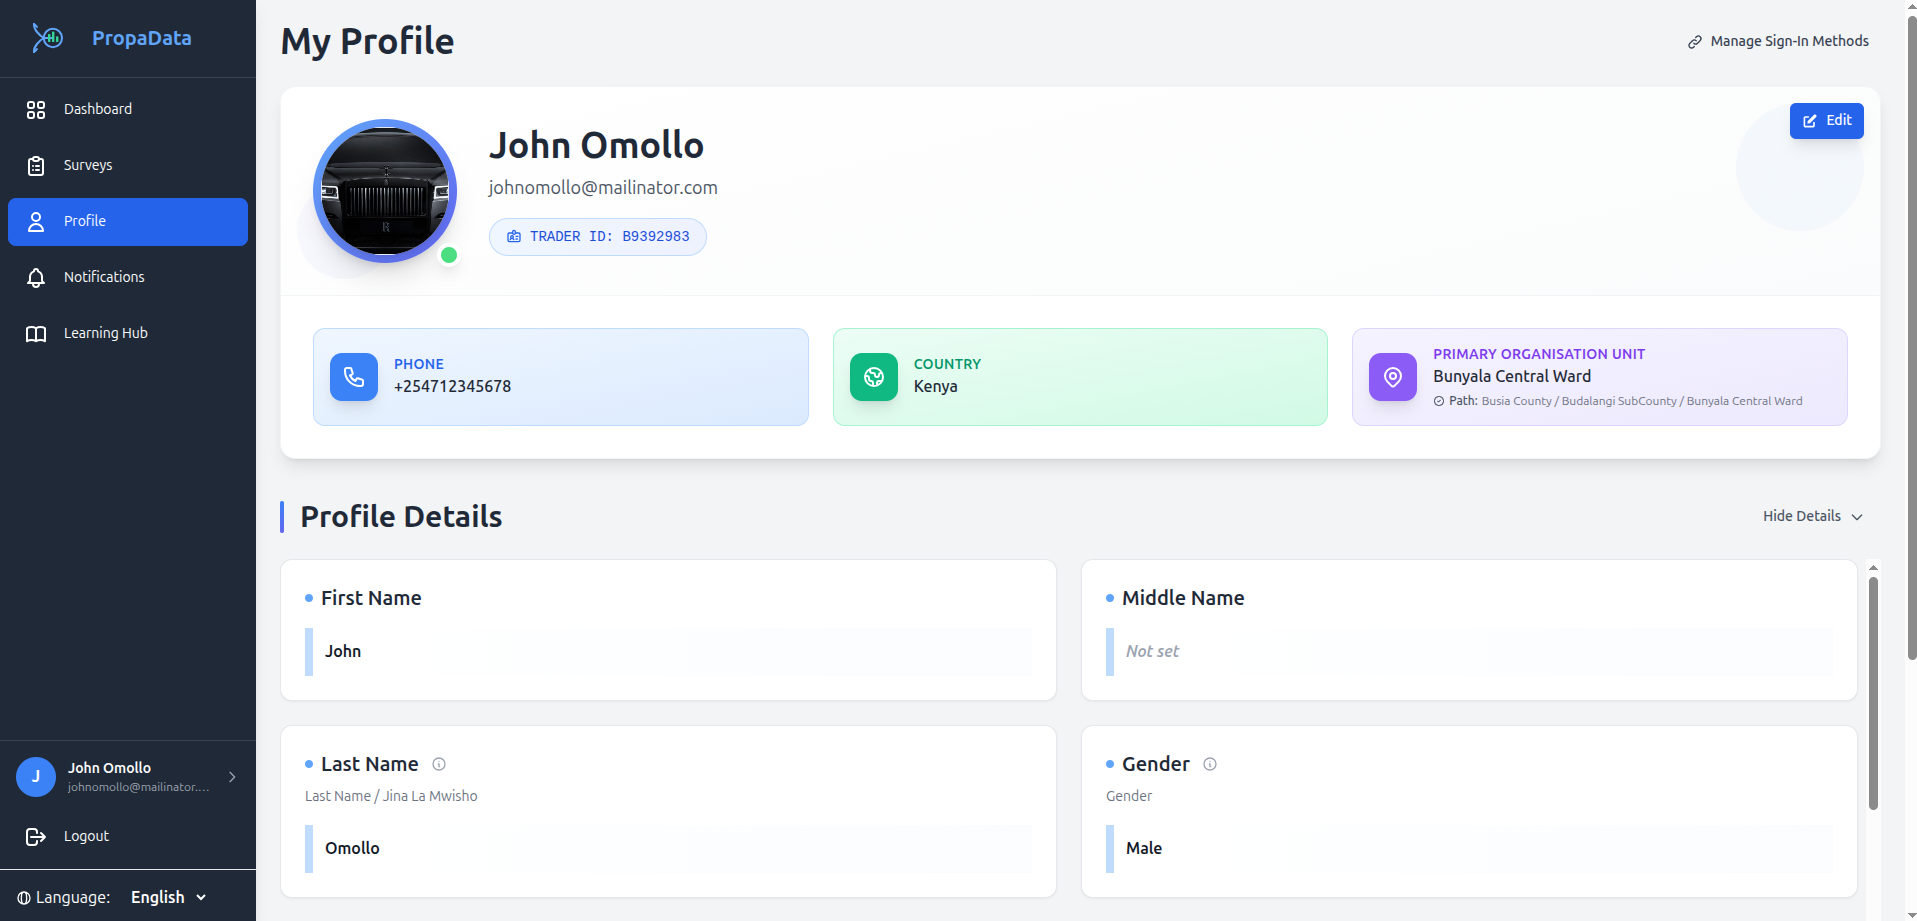 PropaData
Dashboard
Surveys
Profile
Notifications
Learning Hub
John Omollo
J
johnomollo@mailinator....
Logout
Language: English
My Profile
Manage Sign-In Methods
Edit
John Omollo
johnomollo@mailinator.com
TRADER ID: B9392983
PHONE
+254712345678
COUNTRY
Kenya
PRIMARY ORGANISATION UNIT
Bunyala Central Ward
Path: Busia County / Budalangi SubCounty / Bunyala Central Ward
Profile Details
Hide Details
First Name
John
Middle Name
Not set
Last Name
Last Name / Jina La Mwisho
Omollo
Gender
Gender
Male